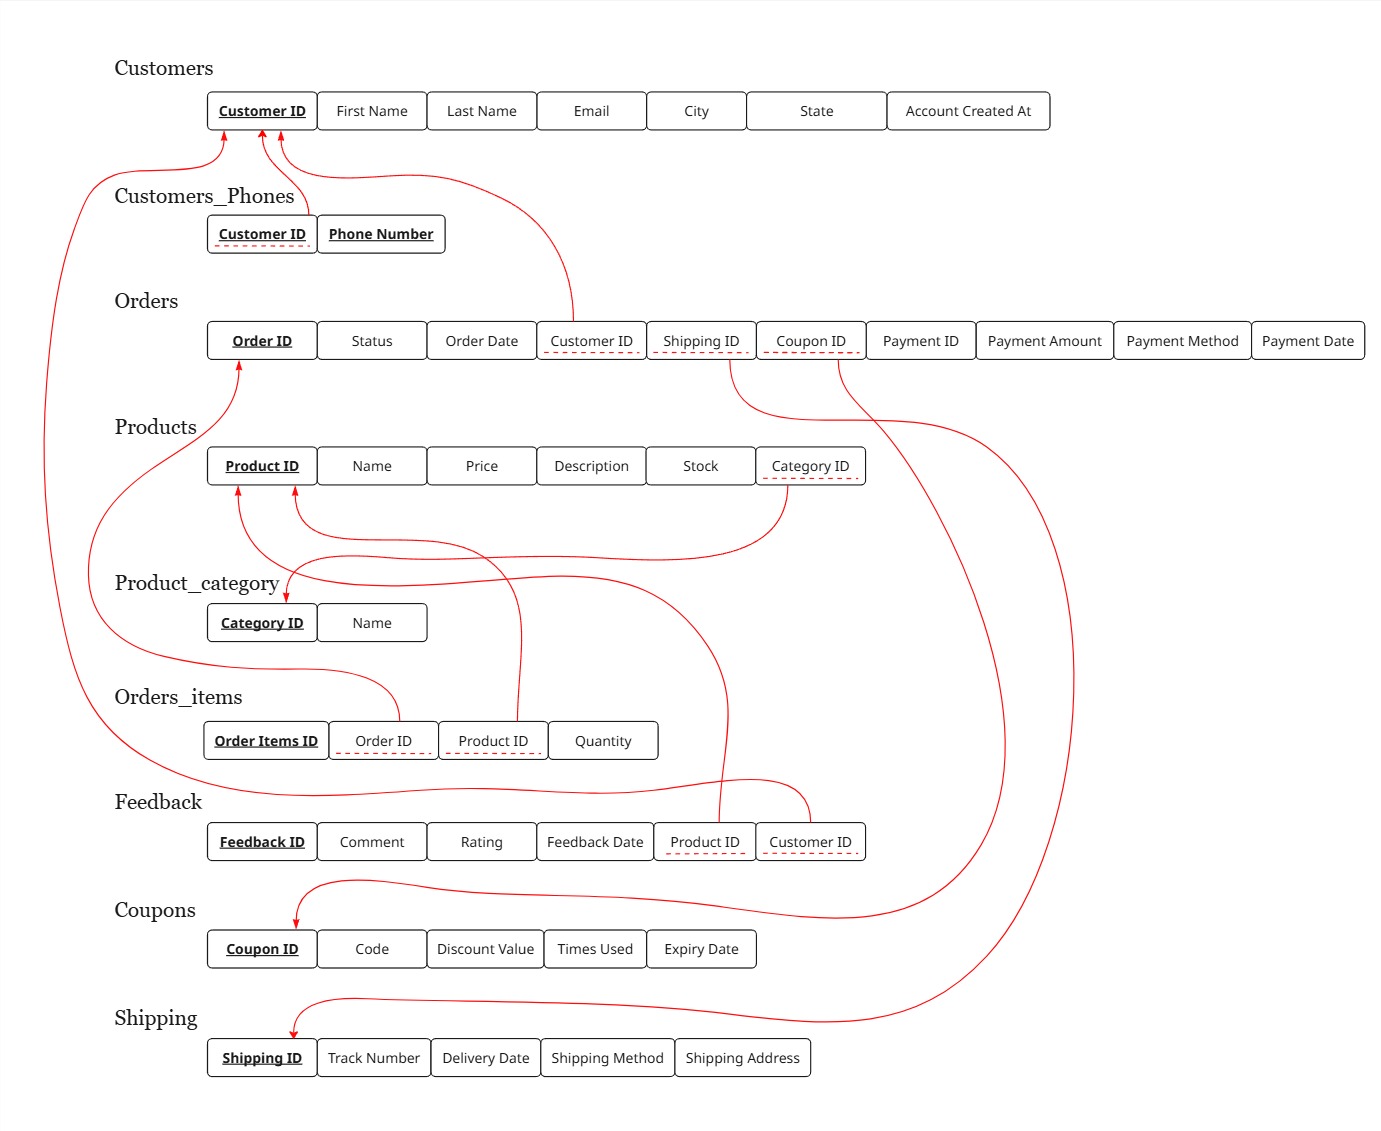 Customers
Customer ID First Name Last Name Email City State Account Created At
Customers_Phones
Customer ID Phone Number
Orders
Order ID Status Order Date Customer ID Shipping ID Coupon ID Payment ID Payment Amount Payment Method Payment Date
Products
Product ID Name Price Description Stock Category ID
Product_category
Category ID Name
Orders_items
Order Items ID Order ID Product ID Quantity
Feedback
Feedback ID Comment Rating Feedback Date Product ID Customer ID
Coupons
Coupon ID Code Discount Value Times Used Expiry Date
Shipping
Shipping ID Track Number Delivery Date Shipping Method Shipping Address